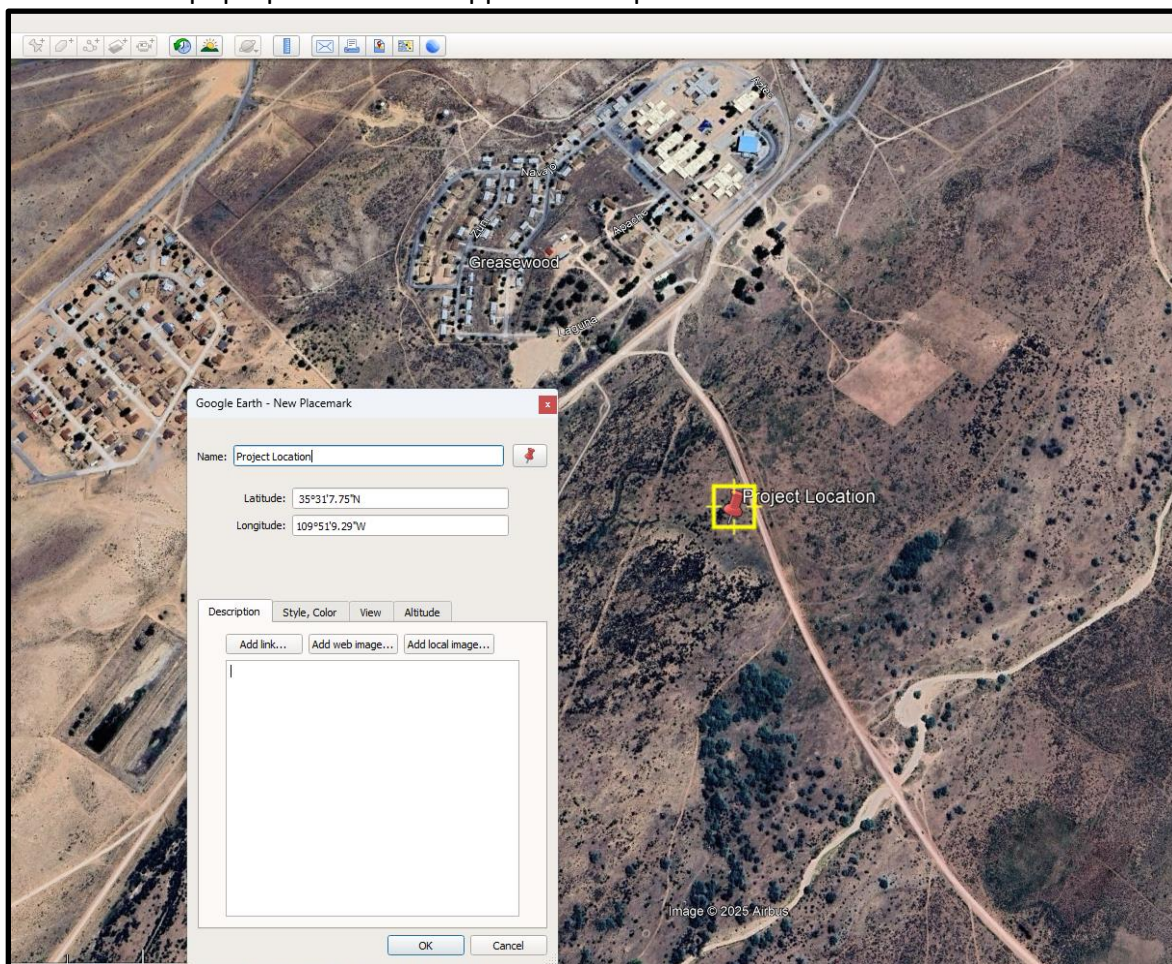 Azte
Navajo
Zuni
Apache
Greasewood
Laguna
Google Earth - New Placemark
x
Name: Project Location
Latitude: 35°31'7.75"N
Longitude: 109°51'9.29"W
Project Location
Description Style, Color View Altitude
Add link... Add web image... Add local image...
Image © 2025 Airbus
OK Cancel